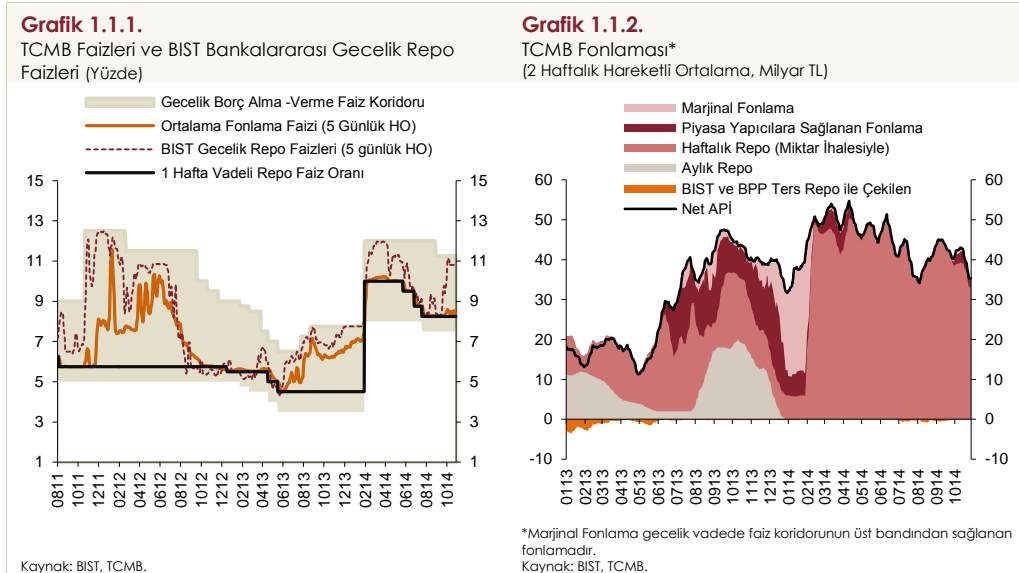 Grafik 1.1.1.
TCMB Faizleri ve BIST Bankalararası Gecelik Repo
Faizleri (Yüzde)
Gecelik Borç Alma -Verme Faiz Koridoru
Ortalama Fonlama Faizi (5 Günlük HO)
BIST Gecelik Repo Faizleri (5 günlük HO)
1 Hafta Vadeli Repo Faiz Oranı
15 15
13 13
11 11
9 9
7 7
5 5
3 3
1 1
0811 1011 1211 0212 0412 0612 0812 1012 1212 0213 0413 0613 0813 1013 1213 0214 0414 0614 0814 1014
Kaynak: BIST, TCMB.
Grafik 1.1.2.
TCMB Fonlaması*
(2 Haftalık Hareketli Ortalama, Milyar TL)
Marjinal Fonlama
Piyasa Yapıcılara Sağlanan Fonlama
Haftalık Repo (Miktar İhalesiyle)
Aylık Repo
BIST ve BPP Ters Repo ile Çekilen
Net APİ
60 60
50 50
40 40
30 30
20 20
10 10
0 0
-10 -10
0113 0213 0313 0413 0513 0613 0713 0813 0913 1013 1113 1213 0114 0214 0314 0414 0514 0614 0714 0814 0914 1014
*Marjinal Fonlama gecelik vadede faiz koridorunun üst bandından sağlanan
fonlamadır.
Kaynak: BIST, TCMB.